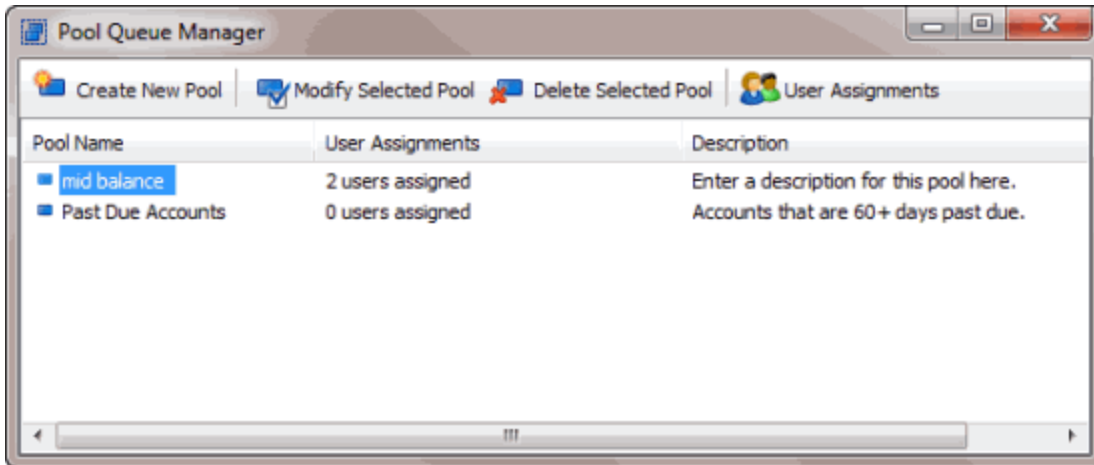 Pool Queue Manager
Create New Pool Modify Selected Pool Delete Selected Pool User Assignments
Pool Name User Assignments Description
mid balance 2 users assigned Enter a description for this pool here.
Past Due Accounts 0 users assigned Accounts that are 60+ days past due.